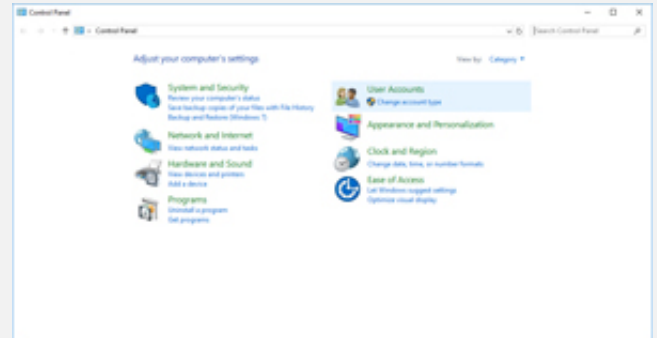 Control Panel
Control Panel
Search Control Panel
Adjust your computer's settings
View by: Category
System and Security
Review your computer's status
Save backup copies of your files with File History
Backup and Restore (Windows 7)
Network and Internet
View network status and tasks
Hardware and Sound
View devices and printers
Add a device
Programs
Uninstall a program
Get programs
User Accounts
Change account type
Appearance and Personalization
Clock and Region
Change date, time, or number formats
Ease of Access
Let Windows suggest settings
Optimize visual display